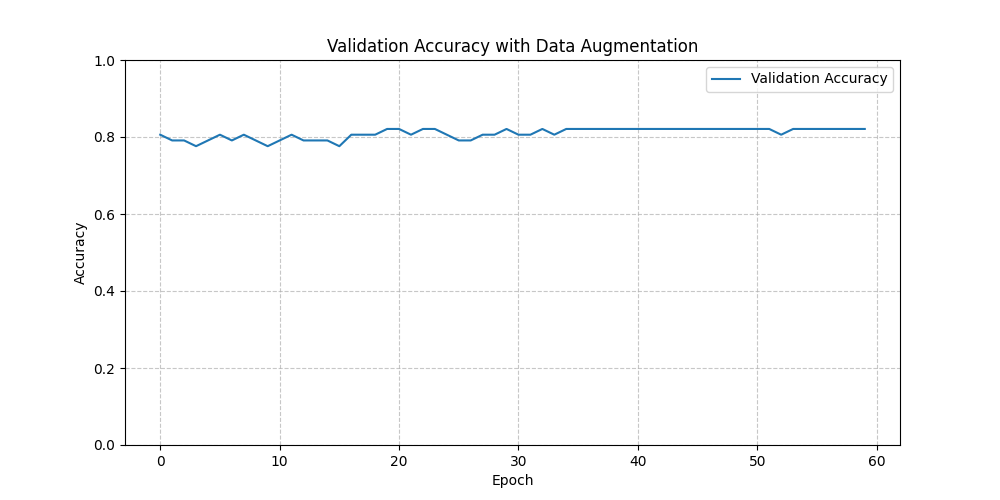 Validation Accuracy with Data Augmentation
Validation Accuracy
1.0
0.8
0.6
0.4
0.2
0.0
Accuracy
0 10 20 30 40 50 60
Epoch